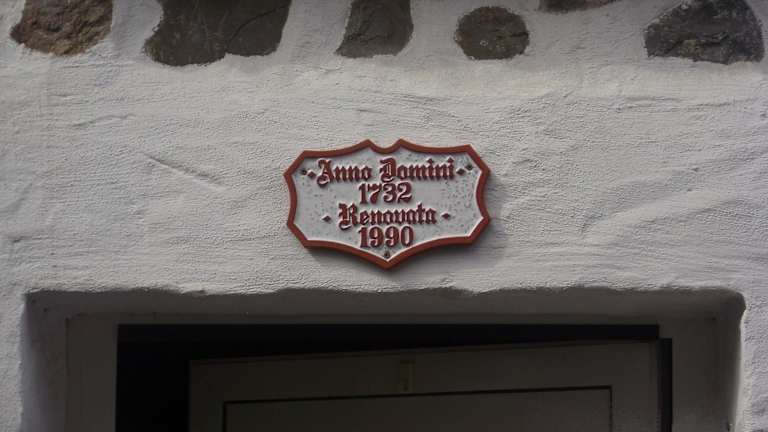 Anno Domini
1732
Renovata
1990